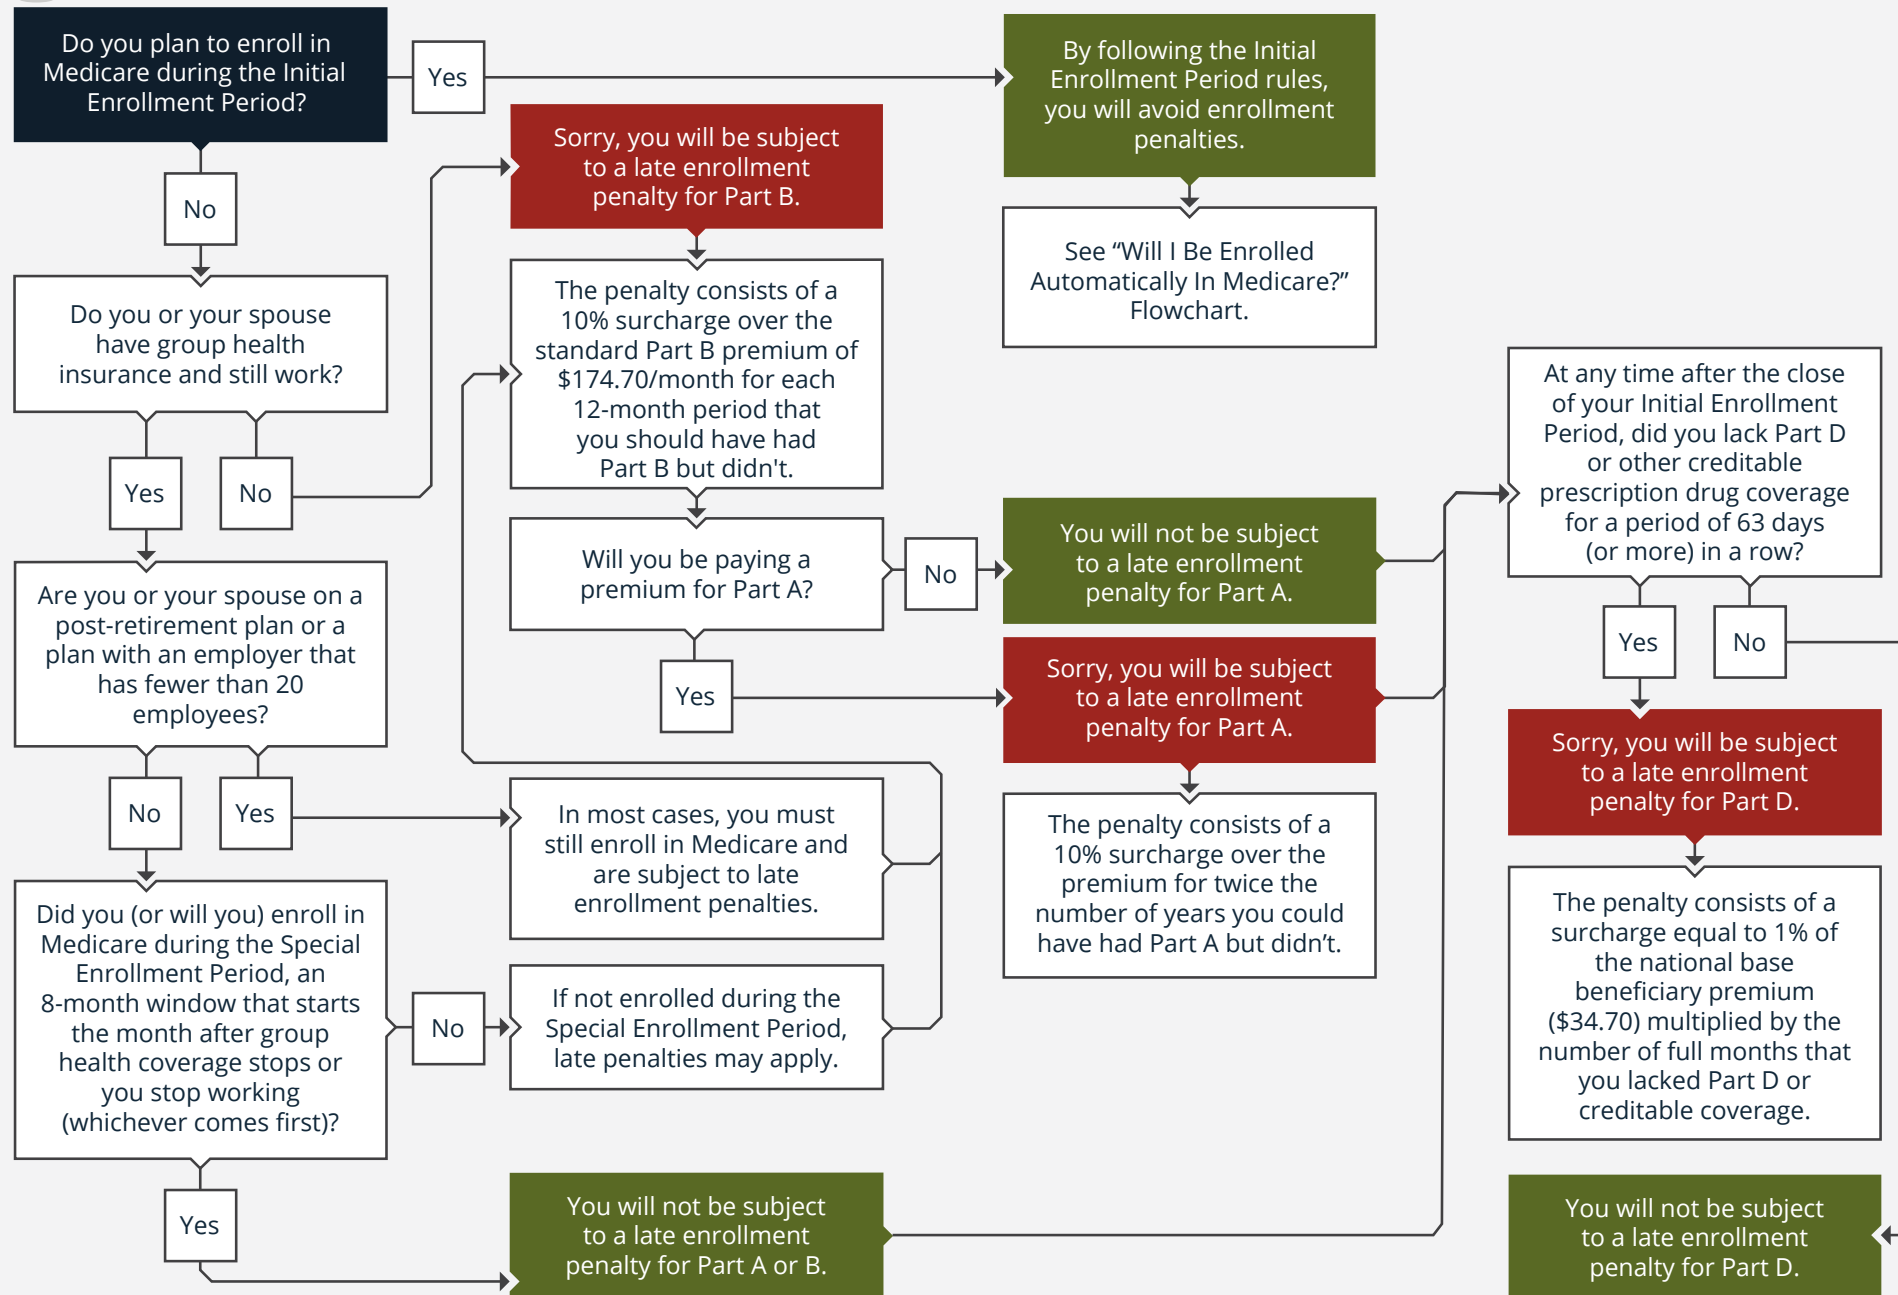 Do you plan to enroll in
Medicare during the Initial
Enrollment Period?
Yes
By following the Initial
Enrollment Period rules,
you will avoid enrollment
penalties.
See “Will I Be Enrolled
Automatically In Medicare?”
Flowchart.
No
Do you or your spouse
have group health
insurance and still work?
Yes
No
Sorry, you will be subject
to a late enrollment
penalty for Part B.
The penalty consists of a
10% surcharge over the
standard Part B premium of
$174.70/month for each
12-month period that
you should have had
Part B but didn't.
Will you be paying a
premium for Part A?
No
You will not be subject
to a late enrollment
penalty for Part A.
Yes
Sorry, you will be subject
to a late enrollment
penalty for Part A.
The penalty consists of a
10% surcharge over the
premium for twice the
number of years you could
have had Part A but didn’t.
Are you or your spouse on a
post-retirement plan or a
plan with an employer that
has fewer than 20
employees?
No
Yes
In most cases, you must
still enroll in Medicare and
are subject to late
enrollment penalties.
Did you (or will you) enroll in
Medicare during the Special
Enrollment Period, an
8-month window that starts
the month after group
health coverage stops or
you stop working
(whichever comes first)?
No
If not enrolled during the
Special Enrollment Period,
late penalties may apply.
Yes
You will not be subject
to a late enrollment
penalty for Part A or B.
At any time after the close
of your Initial Enrollment
Period, did you lack Part D
or other creditable
prescription drug coverage
for a period of 63 days
(or more) in a row?
Yes
No
Sorry, you will be subject
to a late enrollment
penalty for Part D.
The penalty consists of a
surcharge equal to 1% of
the national base
beneficiary premium
($34.70) multiplied by the
number of full months that
you lacked Part D or
creditable coverage.
You will not be subject
to a late enrollment
penalty for Part D.